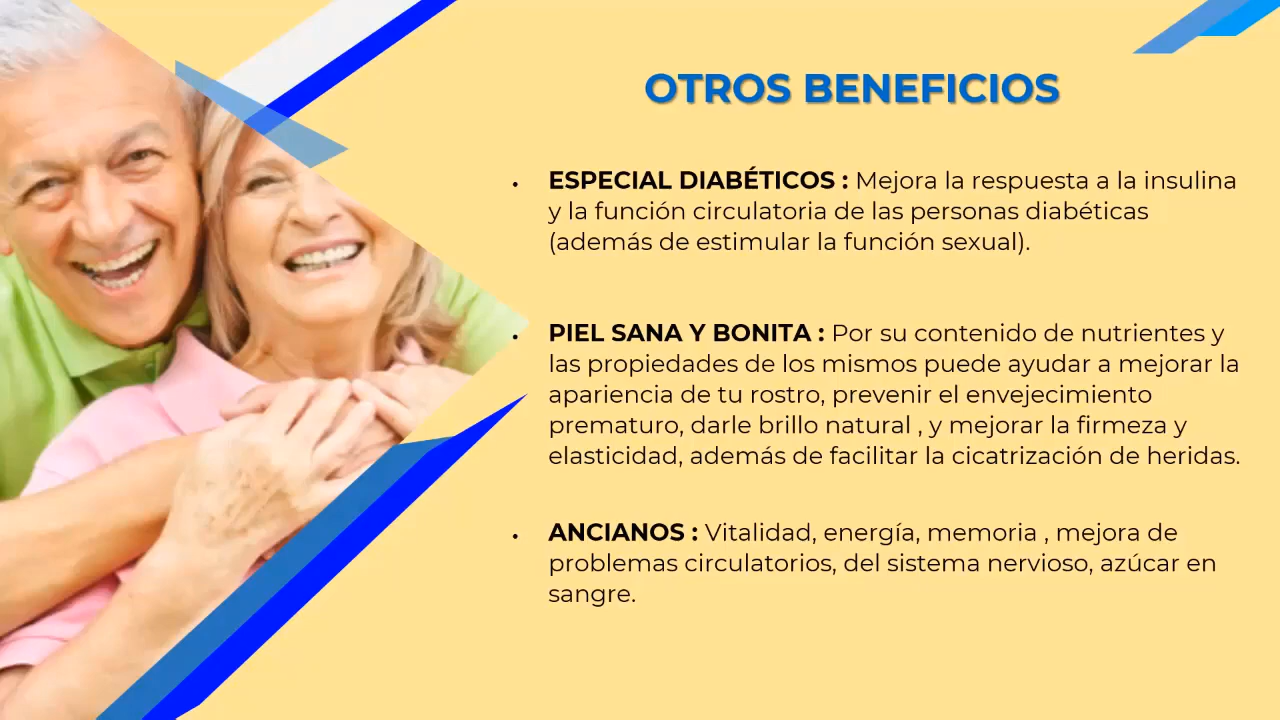 OTROS BENEFICIOS
• ESPECIAL DIABÉTICOS : Mejora la respuesta a la insulina
y la función circulatoria de las personas diabéticas
(además de estimular la función sexual).
• PIEL SANA Y BONITA : Por su contenido de nutrientes y
las propiedades de los mismos puede ayudar a mejorar la
apariencia de tu rostro, prevenir el envejecimiento
prematuro, darle brillo natural , y mejorar la firmeza y
elasticidad, además de facilitar la cicatrización de heridas.
• ANCIANOS : Vitalidad, energía, memoria , mejora de
problemas circulatorios, del sistema nervioso, azúcar en
sangre.